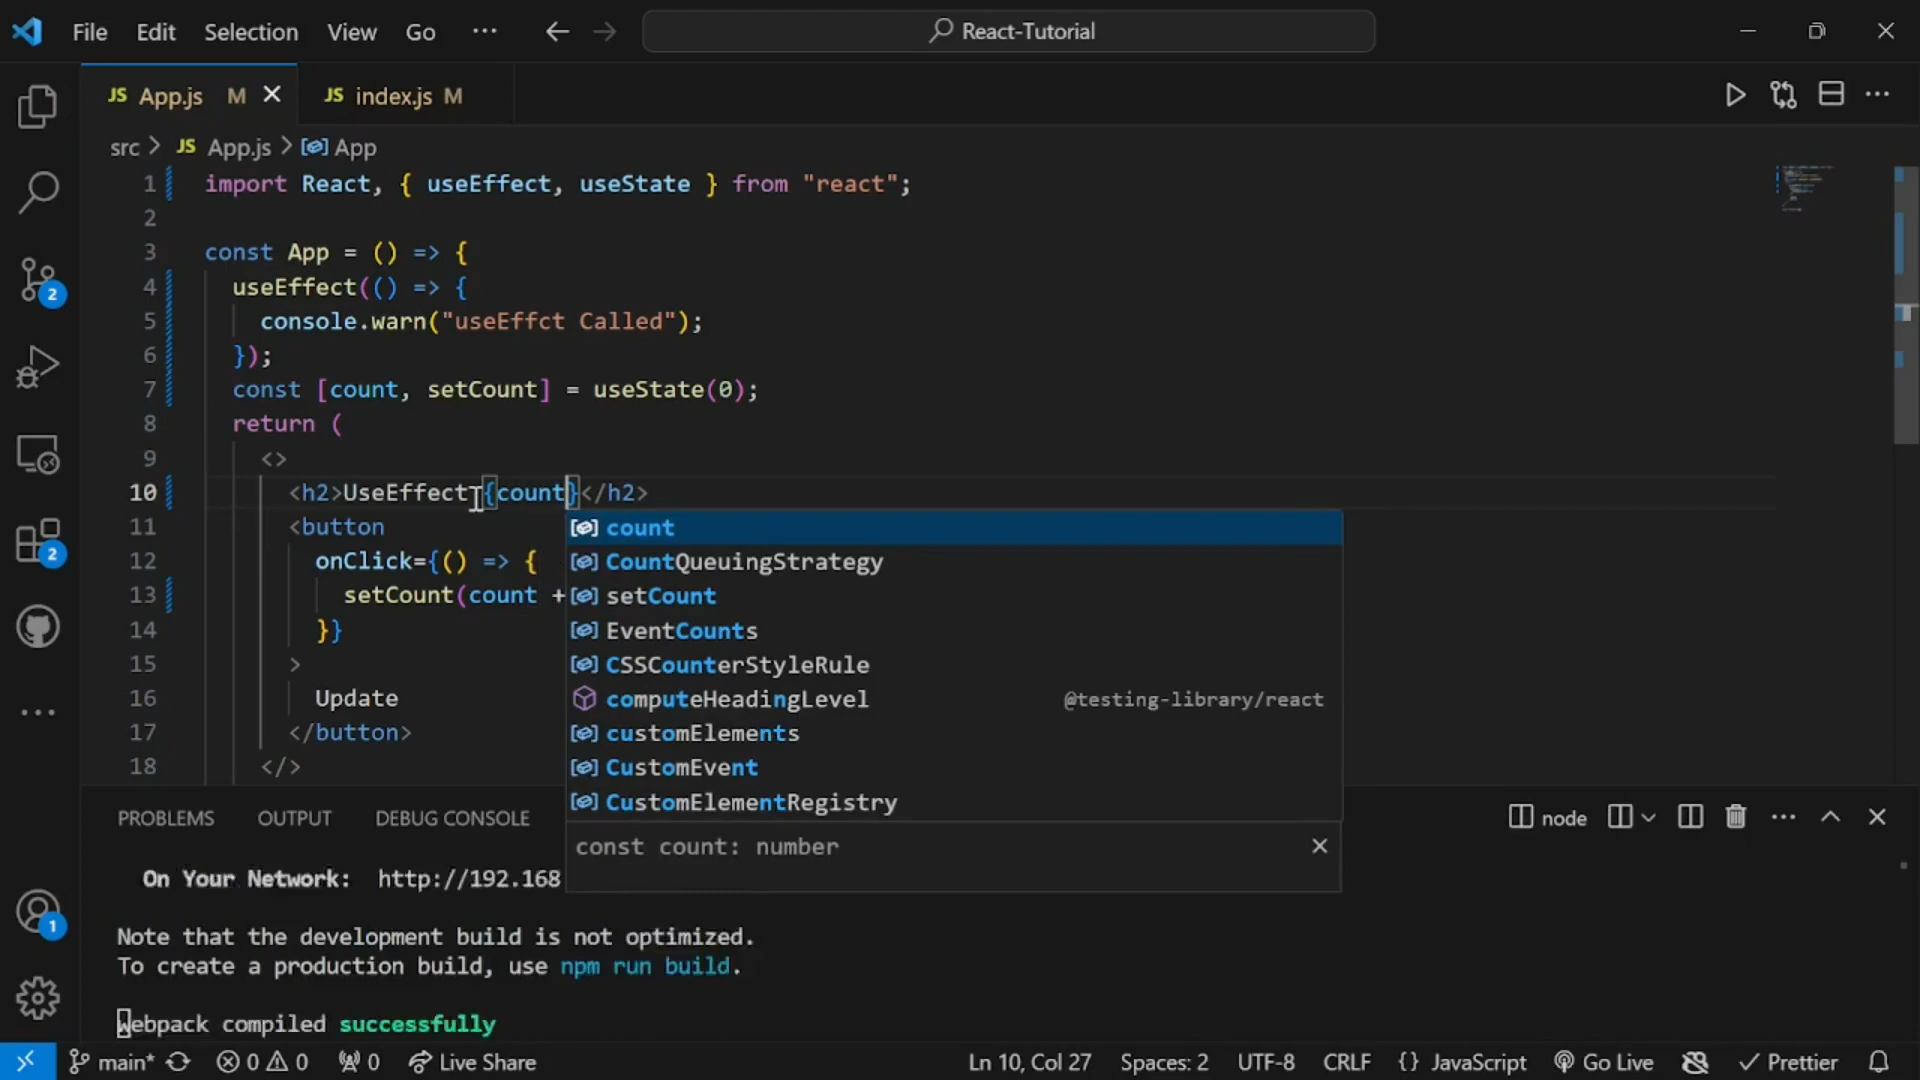 File Edit Selection View Go ··· React-Tutorial
JS App.js M JS index.js M
src > JS App.js > App
1 import React, { useEffect, useState } from "react";
2
3 const App = () => {
4 useEffect(() => {
5 console.warn("useEffct Called");
6 });
7 const [count, setCount] = useState(0);
8 return (
9 <>
10 <h2>UseEffect {count}</h2>
11 <button
12 onClick={() => {
13 setCount(count +
14 }}
15 >
16 Update
17 </button>
18 </>
count
CountQueuingStrategy
setCount
EventCounts
CSSCounterStyleRule
computeHeadingLevel @testing-library/react
customElements
CustomEvent
CustomElementRegistry
const count: number
2
2
1
PROBLEMS OUTPUT DEBUG CONSOLE node
On Your Network: http://192.168
Note that the development build is not optimized.
To create a production build, use npm run build.
webpack compiled successfully
main* 0 0 0 Live Share Ln 10, Col 27 Spaces: 2 UTF-8 CRLF {} JavaScript Go Live Prettier